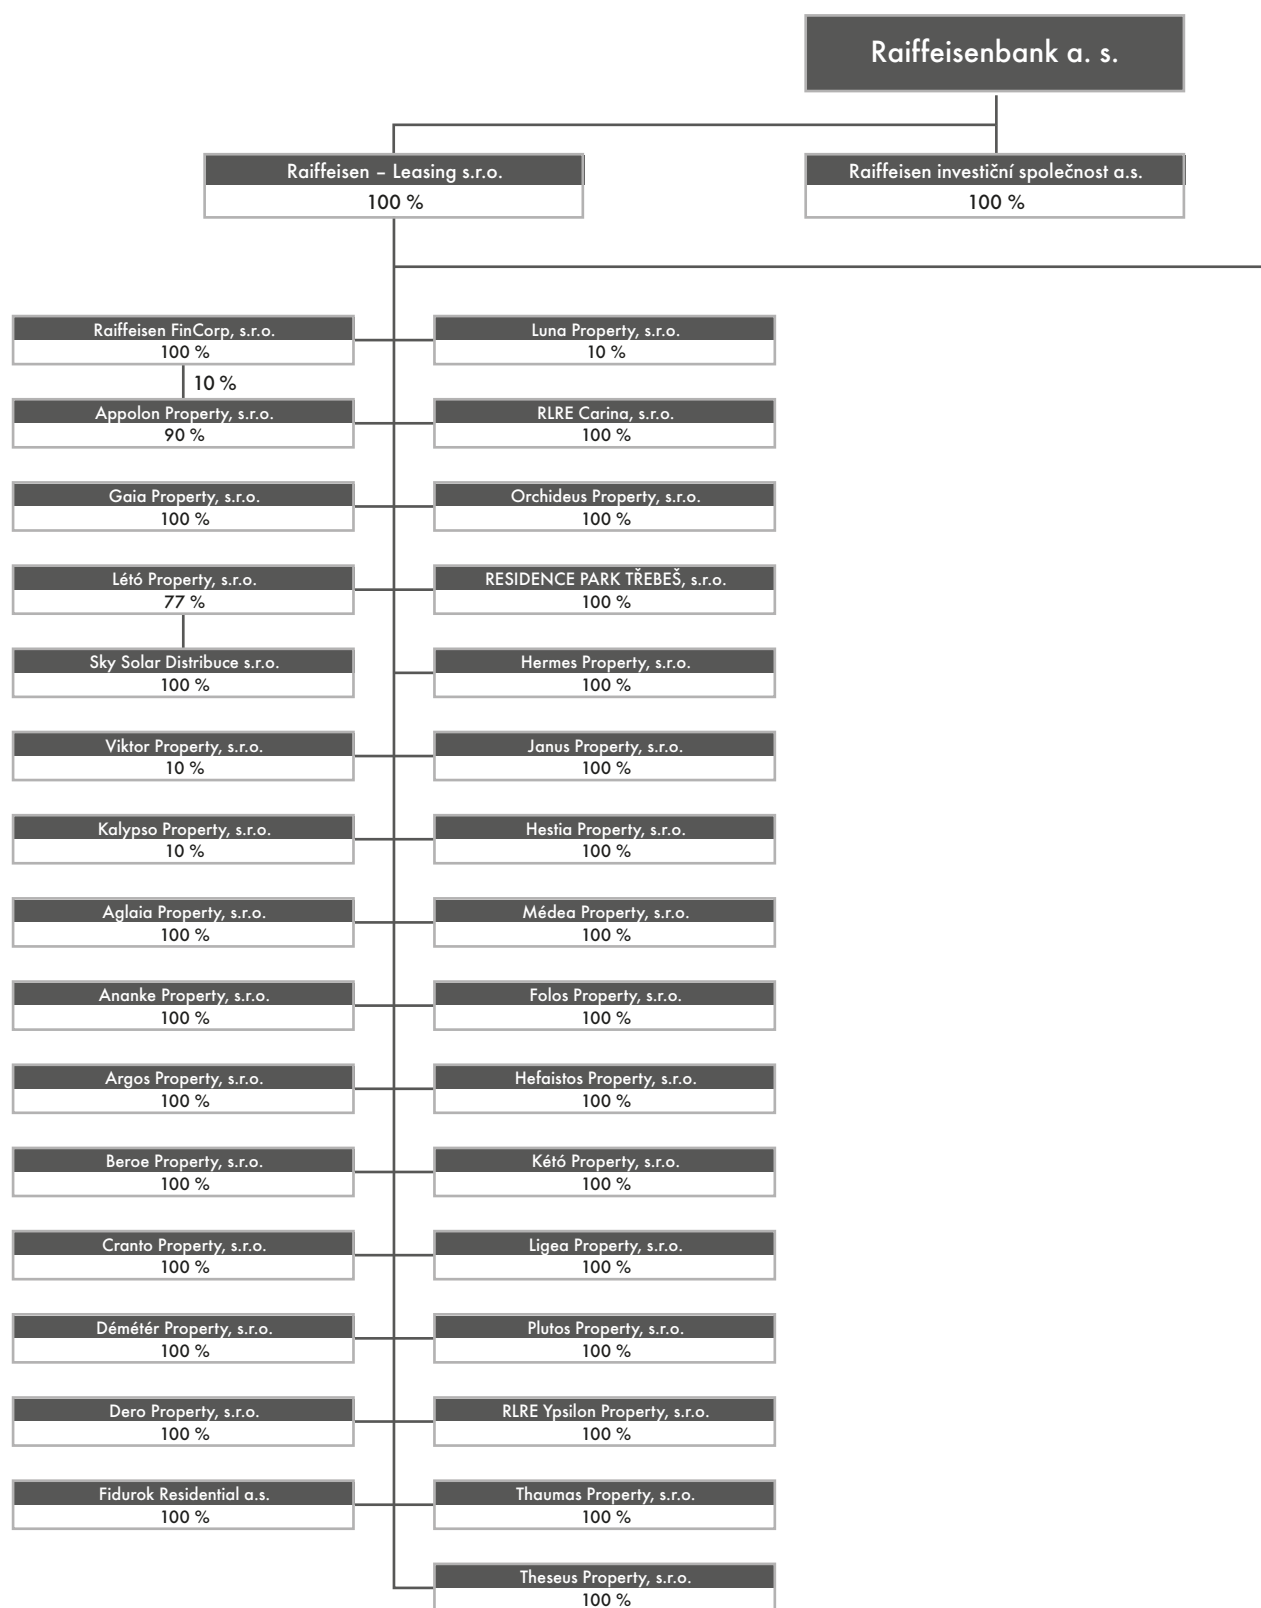 Raiffeisenbank a. s.
Raiffeisen – Leasing s.r.o.
100 %
Raiffeisen investiční společnost a.s.
100 %
Raiffeisen FinCorp, s.r.o.
100 %
10 %
Appolon Property, s.r.o.
90 %
Gaia Property, s.r.o.
100 %
Létó Property, s.r.o.
77 %
Sky Solar Distribuce s.r.o.
100 %
Viktor Property, s.r.o.
10 %
Kalypso Property, s.r.o.
10 %
Aglaia Property, s.r.o.
100 %
Ananke Property, s.r.o.
100 %
Argos Property, s.r.o.
100 %
Beroe Property, s.r.o.
100 %
Cranto Property, s.r.o.
100 %
Démétér Property, s.r.o.
100 %
Dero Property, s.r.o.
100 %
Fidurok Residential a.s.
100 %
Luna Property, s.r.o.
10 %
RLRE Carina, s.r.o.
100 %
Orchideus Property, s.r.o.
100 %
RESIDENCE PARK TŘEBEŠ, s.r.o.
100 %
Hermes Property, s.r.o.
100 %
Janus Property, s.r.o.
100 %
Hestia Property, s.r.o.
100 %
Médea Property, s.r.o.
100 %
Folos Property, s.r.o.
100 %
Hefaistos Property, s.r.o.
100 %
Kétó Property, s.r.o.
100 %
Ligea Property, s.r.o.
100 %
Plutos Property, s.r.o.
100 %
RLRE Ypsilon Property, s.r.o.
100 %
Thaumas Property, s.r.o.
100 %
Theseus Property, s.r.o.
100 %